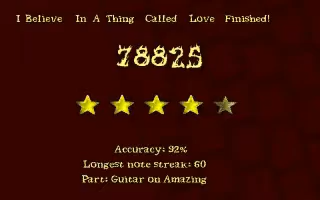 I Believe In A Thing Called Love Finished!
78825
Accuracy: 92%
Longest note streak: 60
Part: Guitar on Amazing